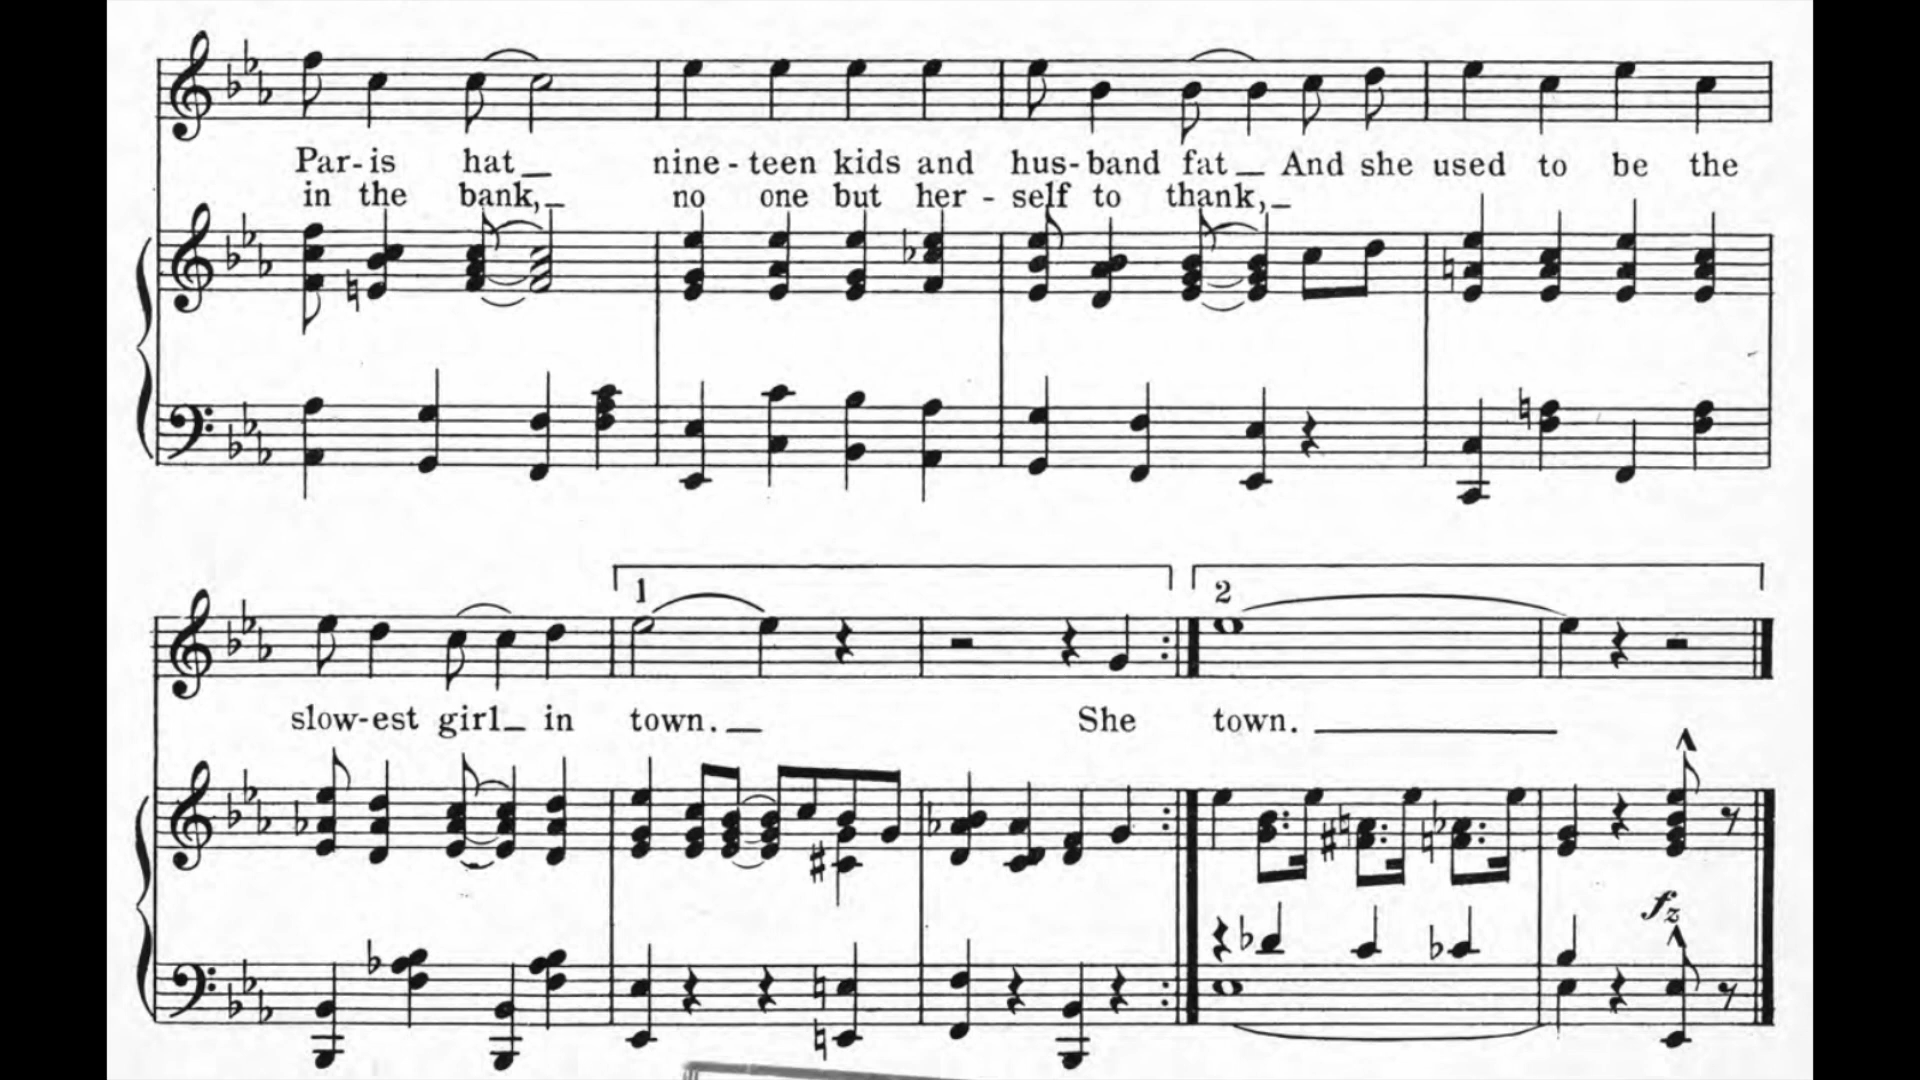 Par-is hat_ nine-teen kids and hus-band fat_ And she used to be the
in the bank,_ no one but her-self to thank,_
1 2
slow-est girl_ in town._ She town.
fz